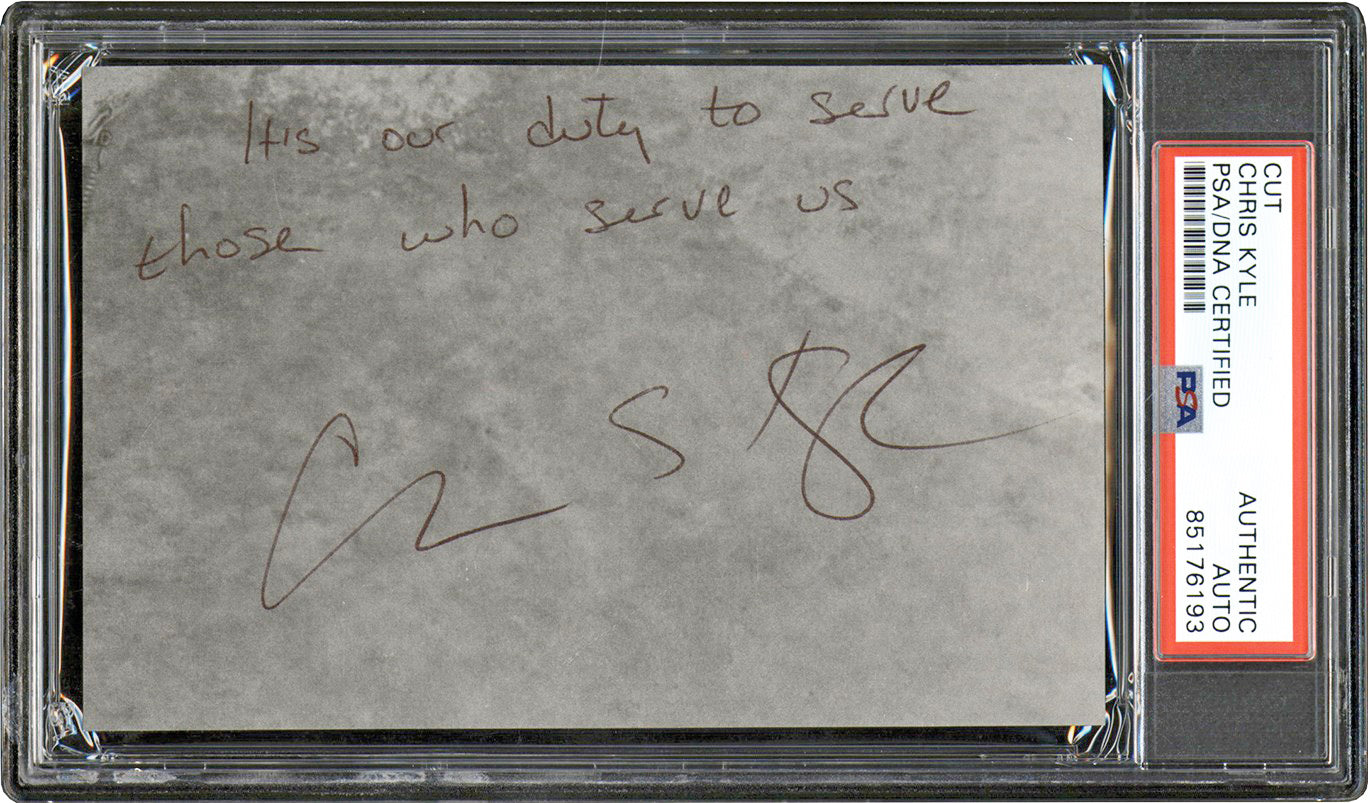 It is our duty to serve
those who serve us
CUT
CHRIS KYLE AUTHENTIC
PSA/DNA CERTIFIED AUTO
85176193
PSA